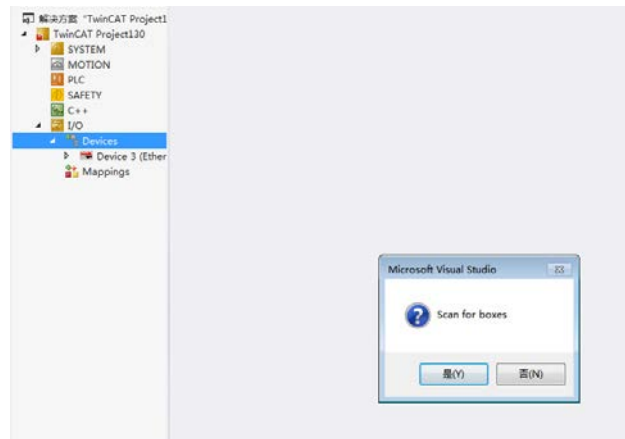 解决方案 "TwinCAT Project1
TwinCAT Project130
SYSTEM
MOTION
PLC
SAFETY
C++
I/O
Devices
Device 3 (Ether
Mappings
Microsoft Visual Studio
Scan for boxes
是(Y)
否(N)